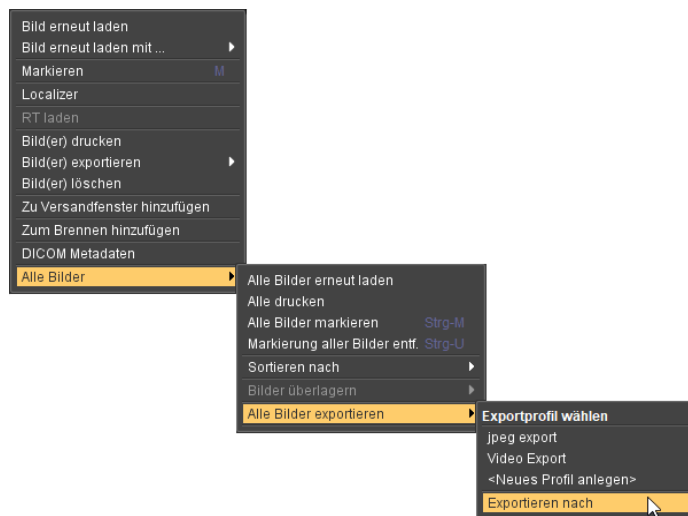 Bild erneut laden
Bild erneut laden mit ...
Markieren M
Localizer
RT laden
Bild(er) drucken
Bild(er) exportieren
Bild(er) löschen
Zu Versandfenster hinzufügen
Zum Brennen hinzufügen
DICOM Metadaten
Alle Bilder
Alle Bilder erneut laden
Alle drucken
Alle Bilder markieren Strg-M
Markierung aller Bilder entf. Strg-U
Sortieren nach
Bilder überlagern
Alle Bilder exportieren
Exportprofil wählen
jpeg export
Video Export
<Neues Profil anlegen>
Exportieren nach